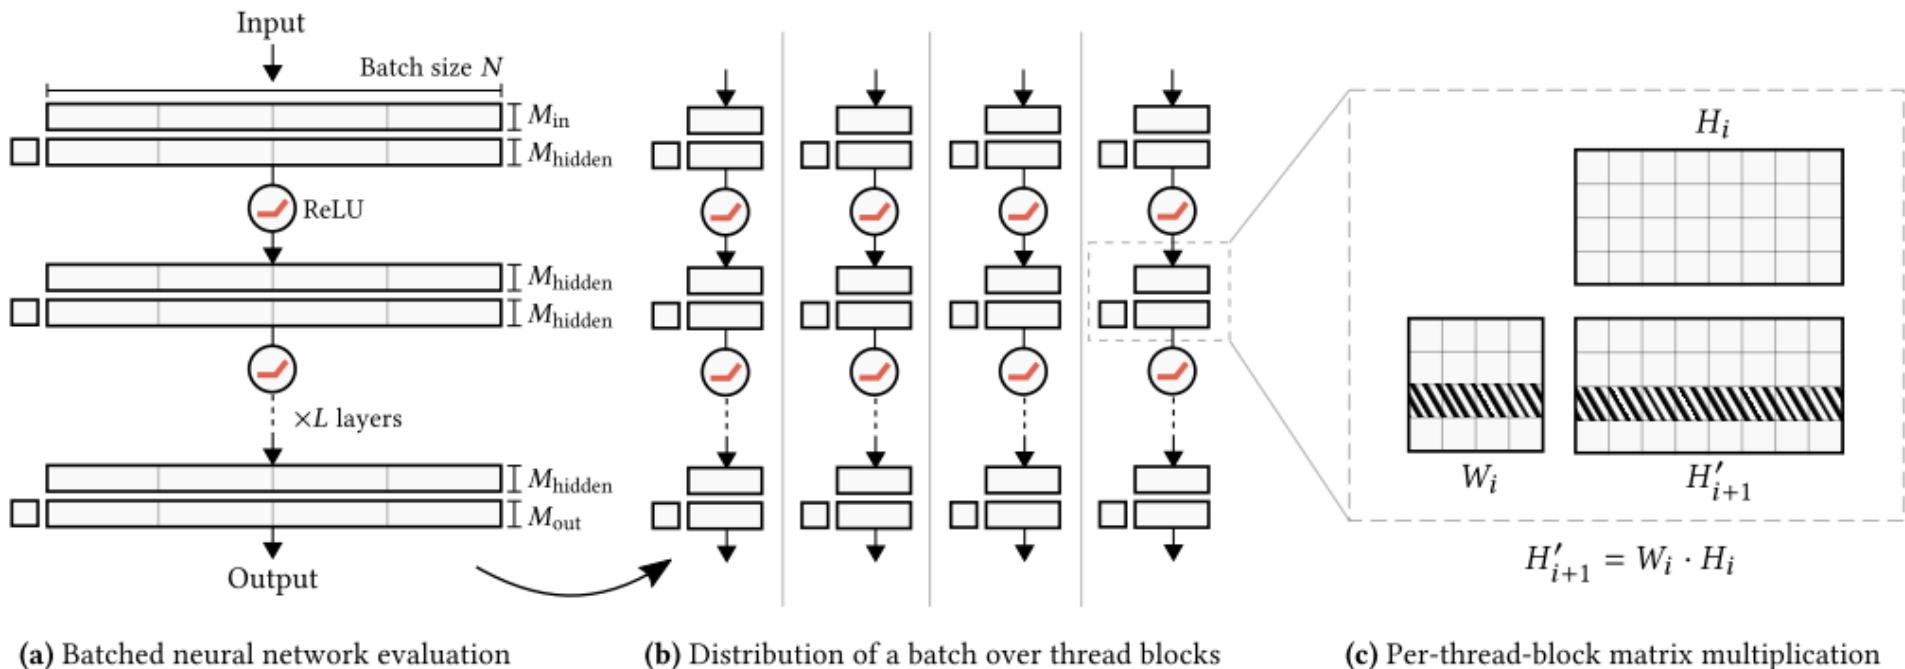 Input
Batch size N
M_in
M_hidden
ReLU
M_hidden
M_hidden
×L layers
M_hidden
M_out
Output
(a) Batched neural network evaluation
(b) Distribution of a batch over thread blocks
H_i
W_i
H'_{i+1}
H'_{i+1} = W_i · H_i
(c) Per-thread-block matrix multiplication